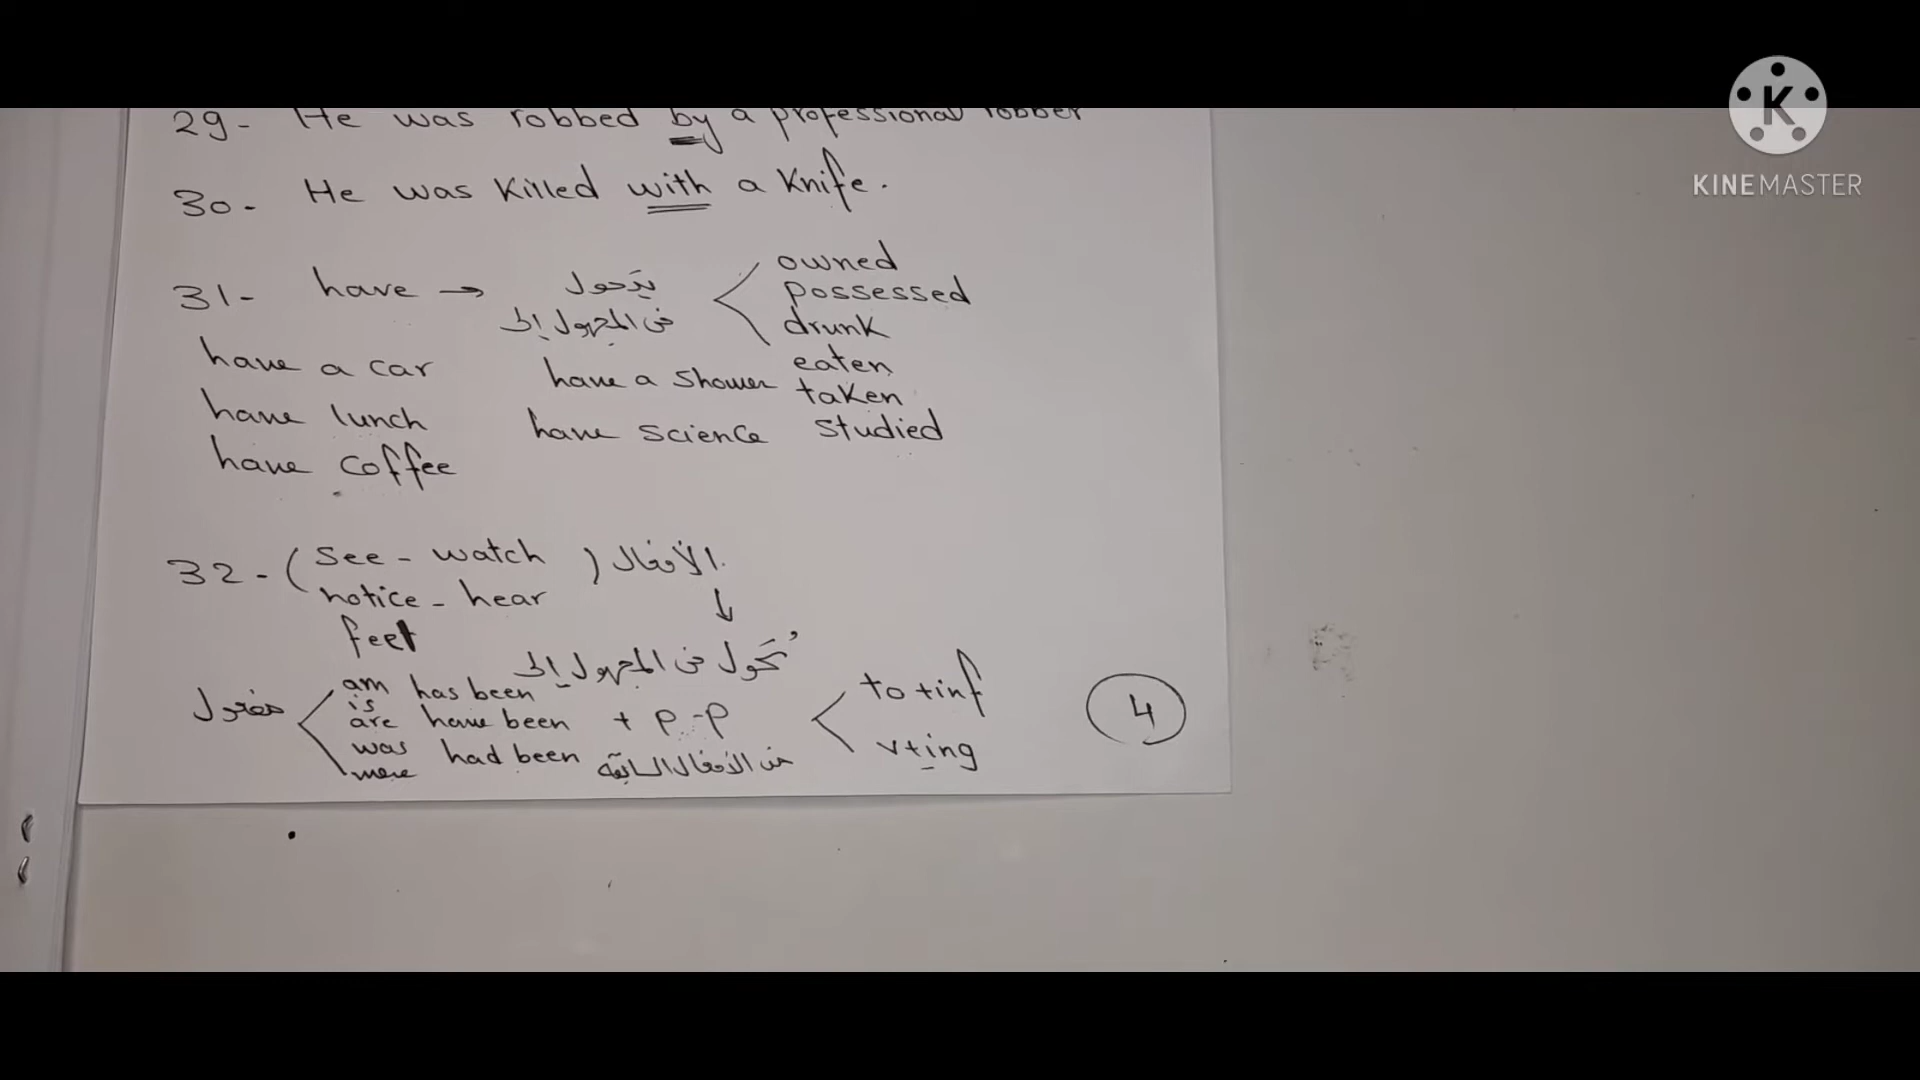 29- He was robbed by a professional robber
30- He was Killed with a Knife.
31- have → يتحول في المجهول إلى
owned
possessed
drunk
eaten
taken
studied
have a car
have a shower
have lunch
have science
have coffee
32- (see - watch
notice - hear
feel) الأفعال
↓
تُحول في المجهول إلى
مفعول
am
is
are
was
were
has been
have been
had been
+ p.p
من الأفعال السابقة
to + inf
v + ing
4
K
KINEMASTER